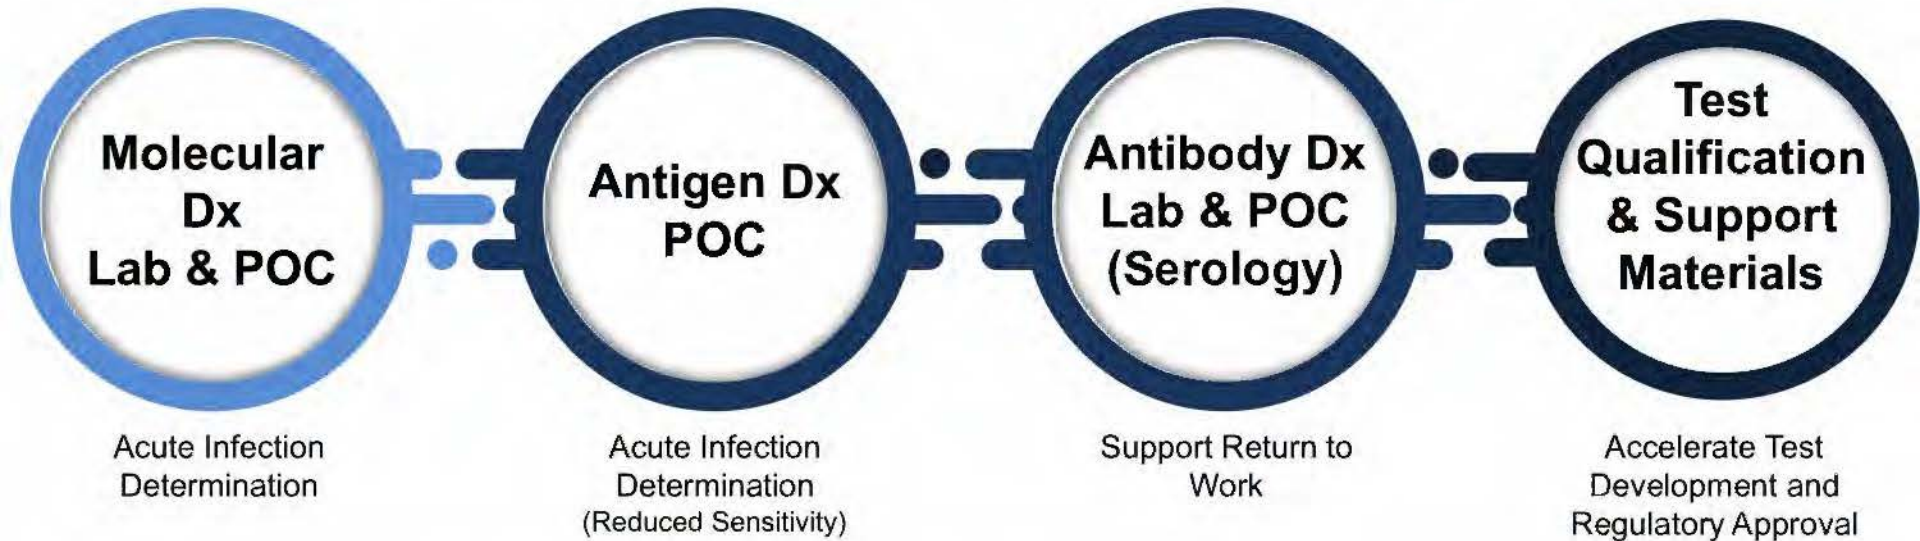 Molecular
Dx
Lab & POC
Acute Infection
Determination
Antigen Dx
POC
Acute Infection
Determination
(Reduced Sensitivity)
Antibody Dx
Lab & POC
(Serology)
Support Return to
Work
Test
Qualification
& Support
Materials
Accelerate Test
Development and
Regulatory Approval